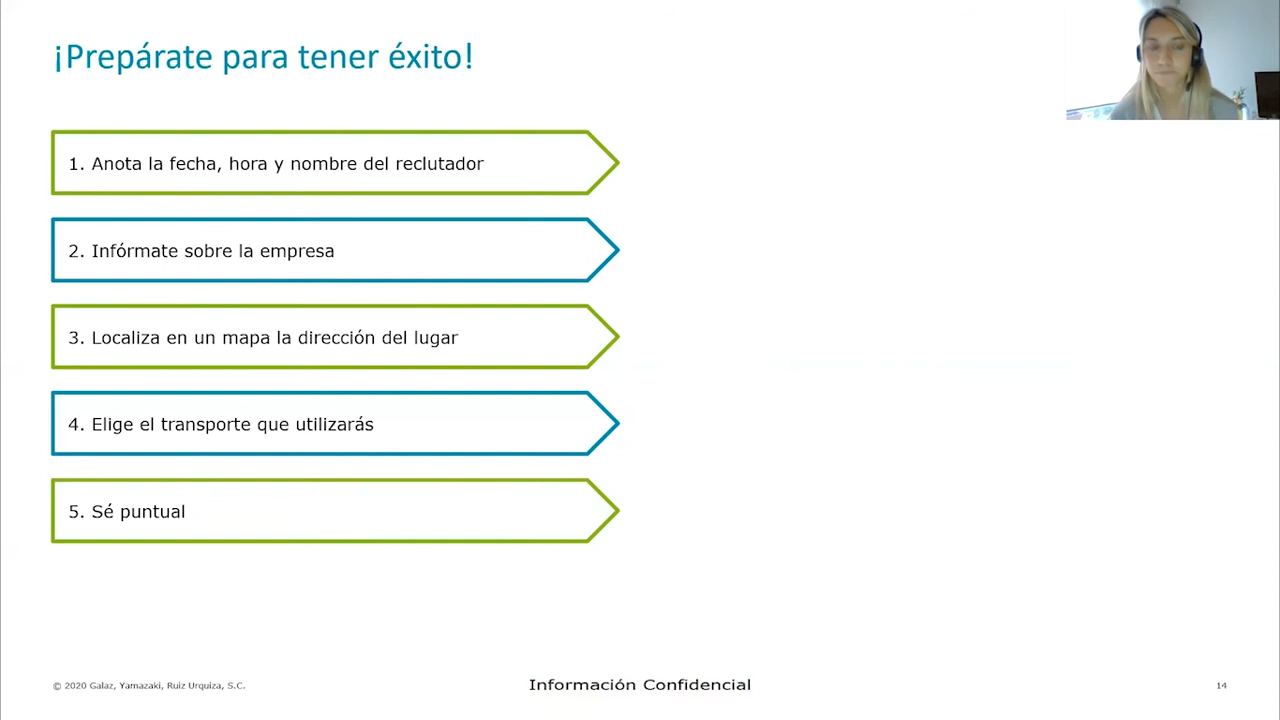 ¡Prepárate para tener éxito!
1. Anota la fecha, hora y nombre del reclutador
2. Infórmate sobre la empresa
3. Localiza en un mapa la dirección del lugar
4. Elige el transporte que utilizarás
5. Sé puntual
© 2020 Galaz, Yamazaki, Ruiz Urquiza, S.C.
Información Confidencial
14